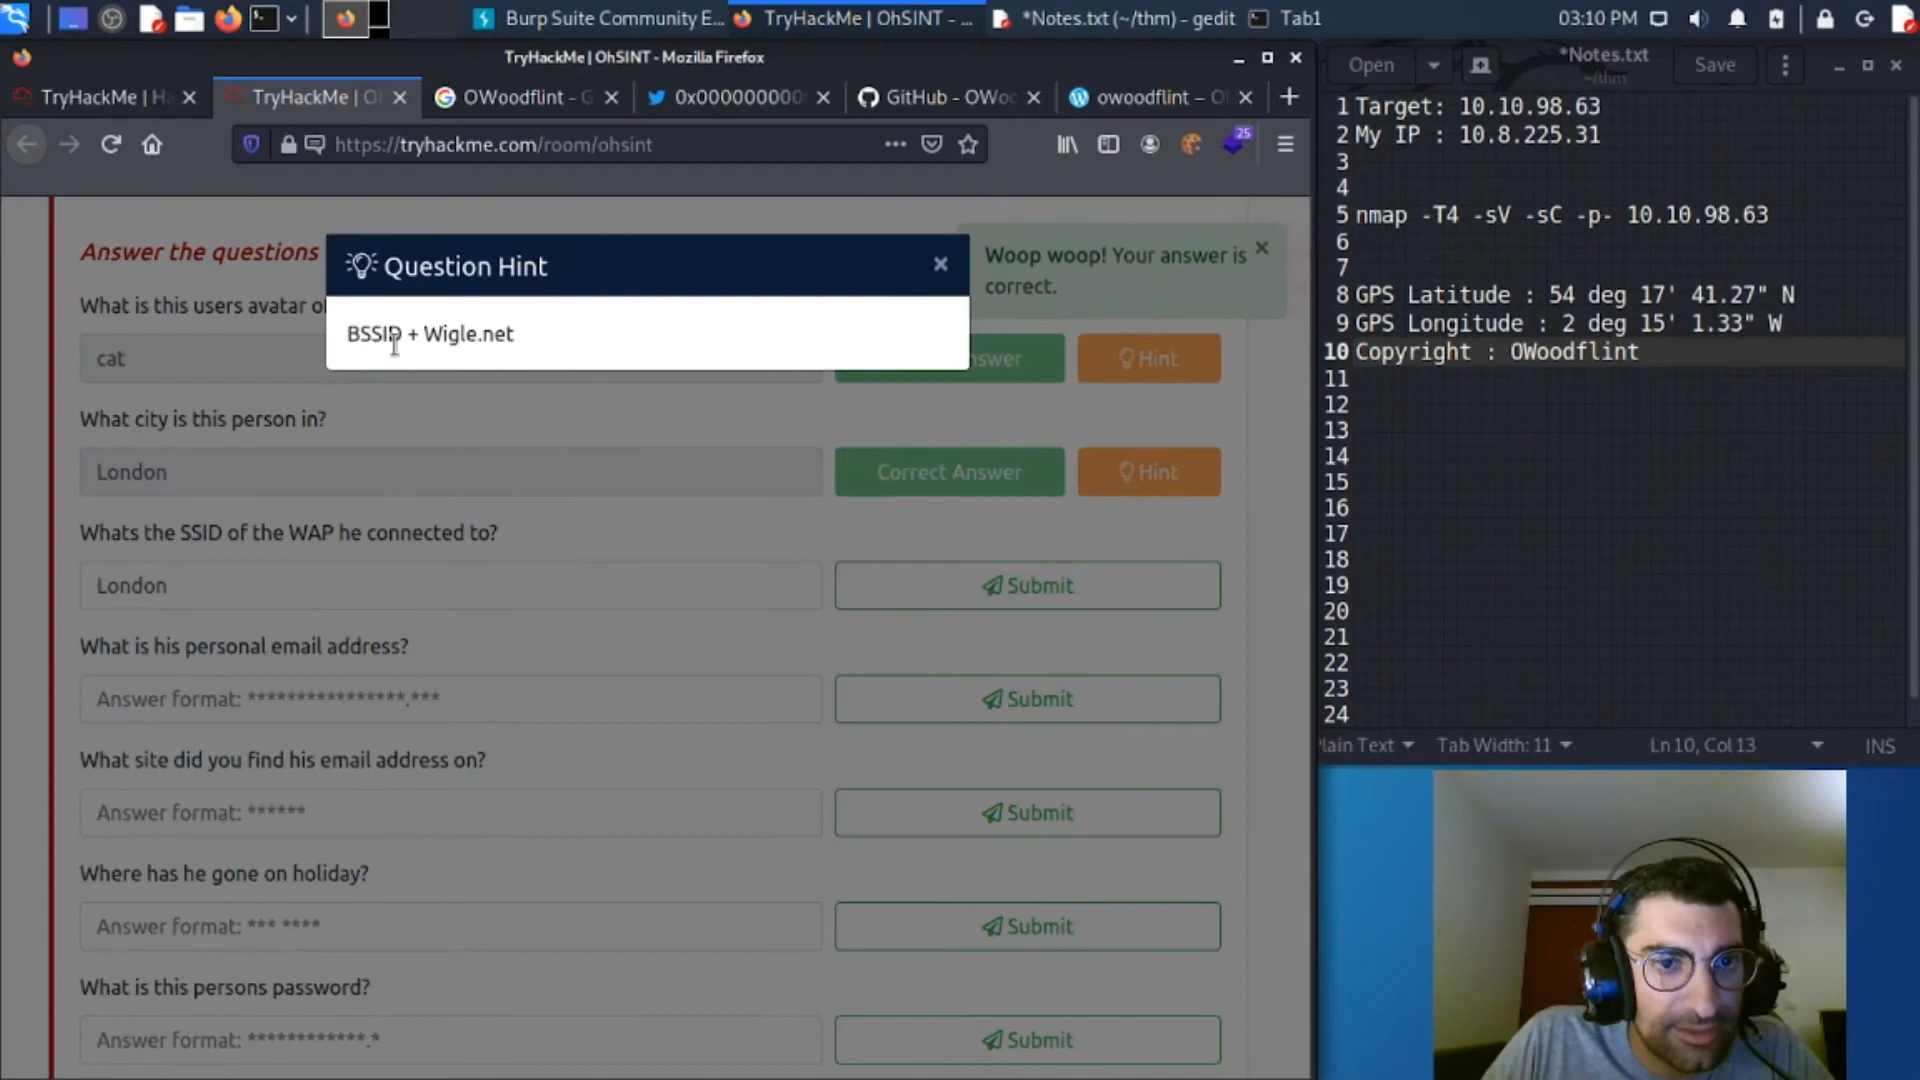 Burp Suite Community E...
TryHackMe | OhSINT - ...
*Notes.txt (~/thm) - gedit
Tab1
03:10 PM
TryHackMe | OhSINT - Mozilla Firefox
TryHackMe | Ha
TryHackMe | O
OWoodflint - G
0x0000000000
GitHub - OWoo
owoodflint – O
https://tryhackme.com/room/ohsint
25
Answer the questions
Question Hint
BSSID + Wigle.net
Woop woop! Your answer is
correct.
What is this users avatar o
cat
nswer
Hint
What city is this person in?
London
Correct Answer
Hint
Whats the SSID of the WAP he connected to?
London
Submit
What is his personal email address?
Answer format: *****************.***
Submit
What site did you find his email address on?
Answer format: ******
Submit
Where has he gone on holiday?
Answer format: *** ****
Submit
What is this persons password?
Answer format: ************.*
Submit
Open
*Notes.txt
~/thm
Save
1 Target: 10.10.98.63
2 My IP : 10.8.225.31
3
4
5 nmap -T4 -sV -sC -p- 10.10.98.63
6
7
8 GPS Latitude : 54 deg 17' 41.27" N
9 GPS Longitude : 2 deg 15' 1.33" W
10 Copyright : OWoodflint
11
12
13
14
15
16
17
18
19
20
21
22
23
24
lain Text
Tab Width: 11
Ln 10, Col 13
INS